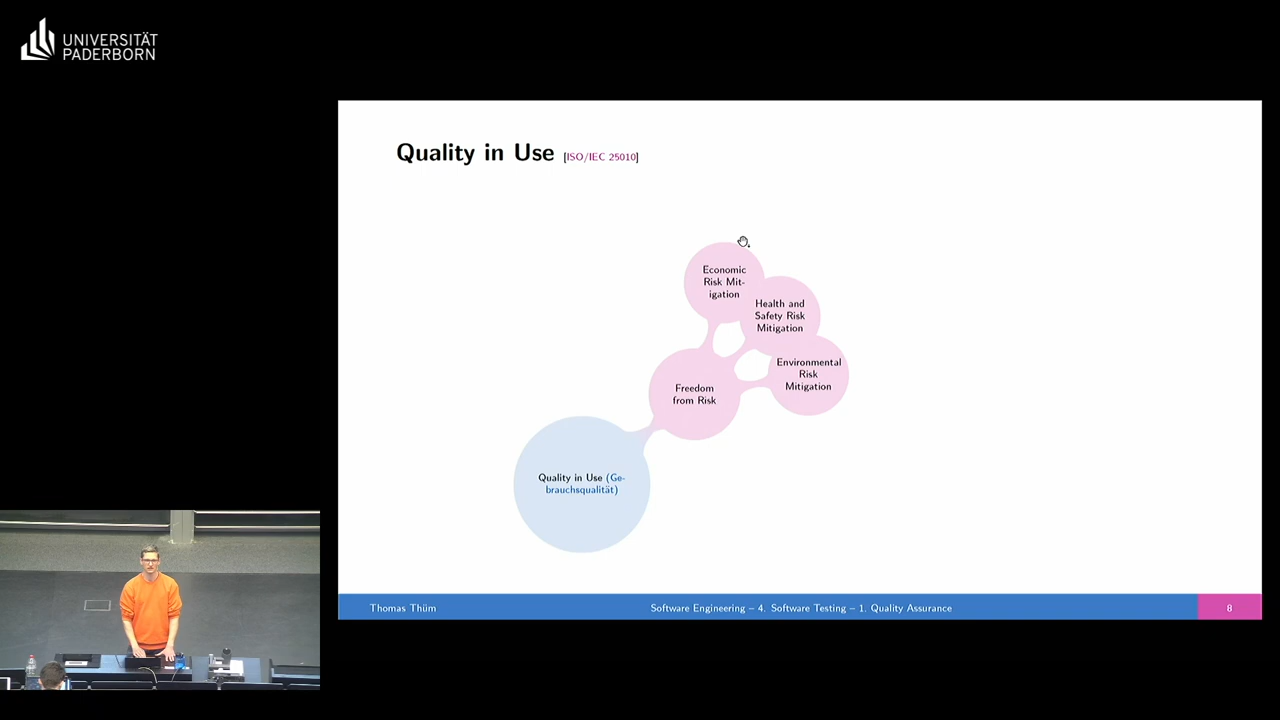 UNIVERSITÄT
PADERBORN
Quality in Use [ISO/IEC 25010]
Economic
Risk Mit-
igation
Health and
Safety Risk
Mitigation
Environmental
Risk
Mitigation
Freedom
from Risk
Quality in Use (Ge-
brauchsqualität)
Thomas Thüm
Software Engineering – 4. Software Testing – 1. Quality Assurance
8